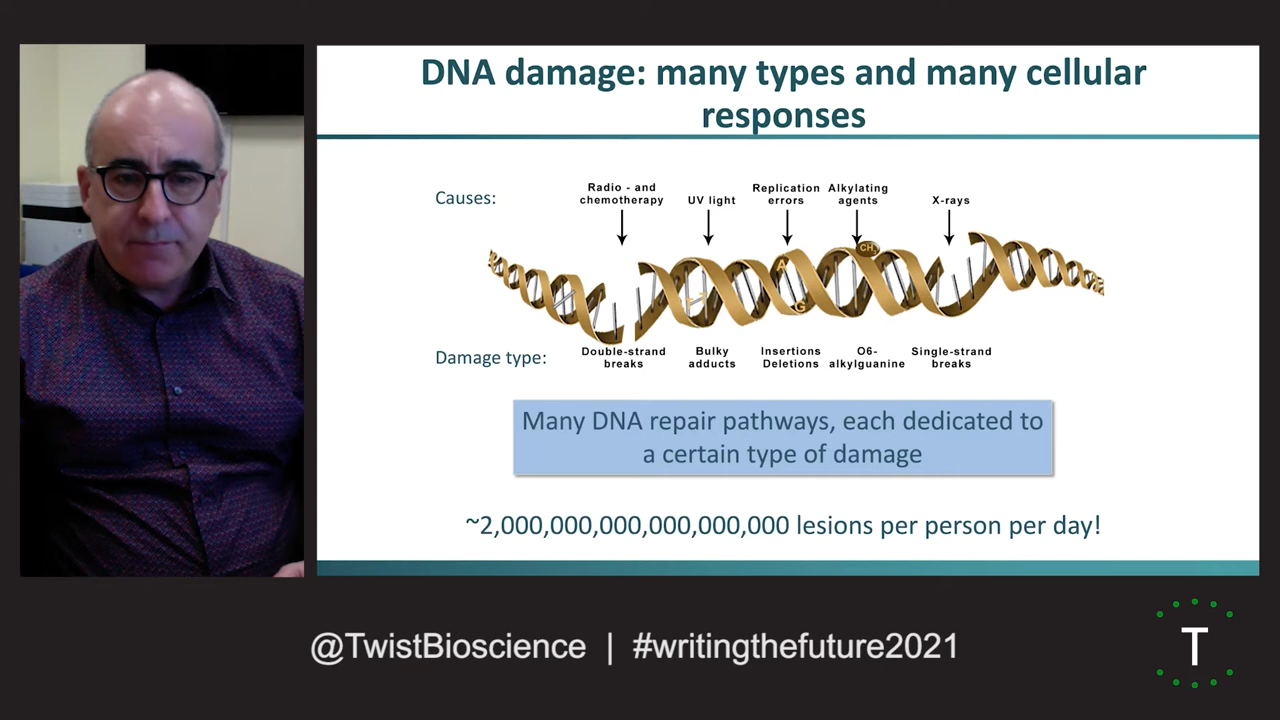 DNA damage: many types and many cellular
responses
Causes:
Radio - and
chemotherapy
UV light
Replication
errors
Alkylating
agents
X-rays
CH3
A
G
Damage type:
Double-strand
breaks
Bulky
adducts
Insertions
Deletions
O6-
alkylguanine
Single-strand
breaks
Many DNA repair pathways, each dedicated to
a certain type of damage
~2,000,000,000,000,000,000 lesions per person per day!
@TwistBioscience | #writingthefuture2021
T